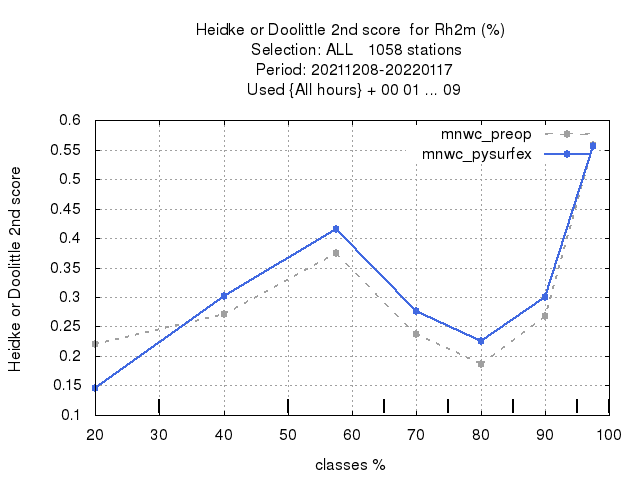 Heidke or Doolittle 2nd score  for Rh2m (%)
Selection: ALL   1058 stations
Period: 20211208-20220117
Used {All hours} + 00 01 ... 09
mnwc_preop
mnwc_pysurfex
Heidke or Doolittle 2nd score
0.6
0.55
0.5
0.45
0.4
0.35
0.3
0.25
0.2
0.15
0.1
20 30 40 50 60 70 80 90 100
classes %